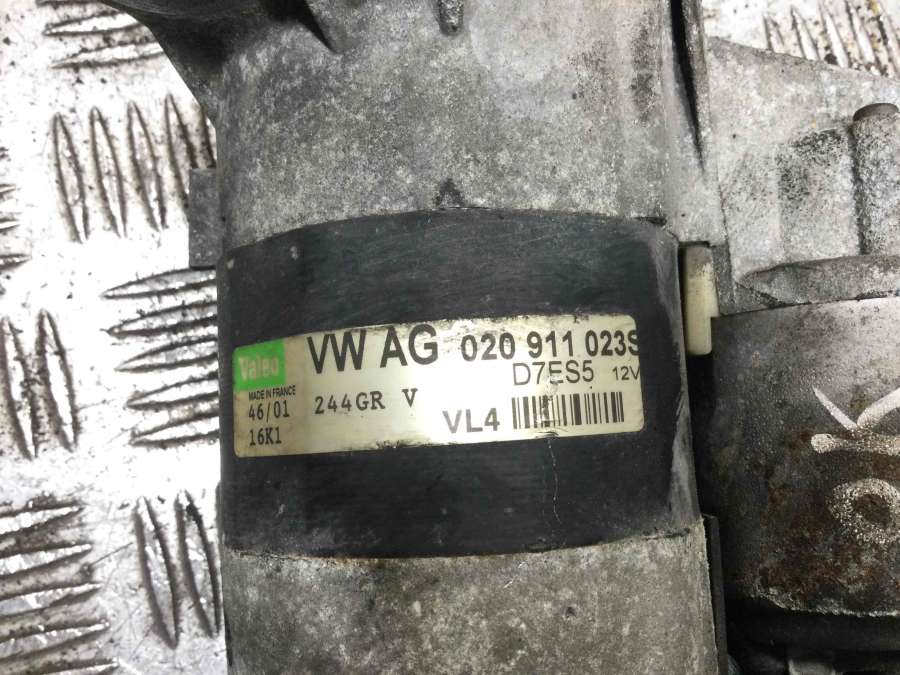 Valeo VW AG 020 911 023S
MADE IN FRANCE D7ES5 12V
46/01 244GR V
16K1 VL4